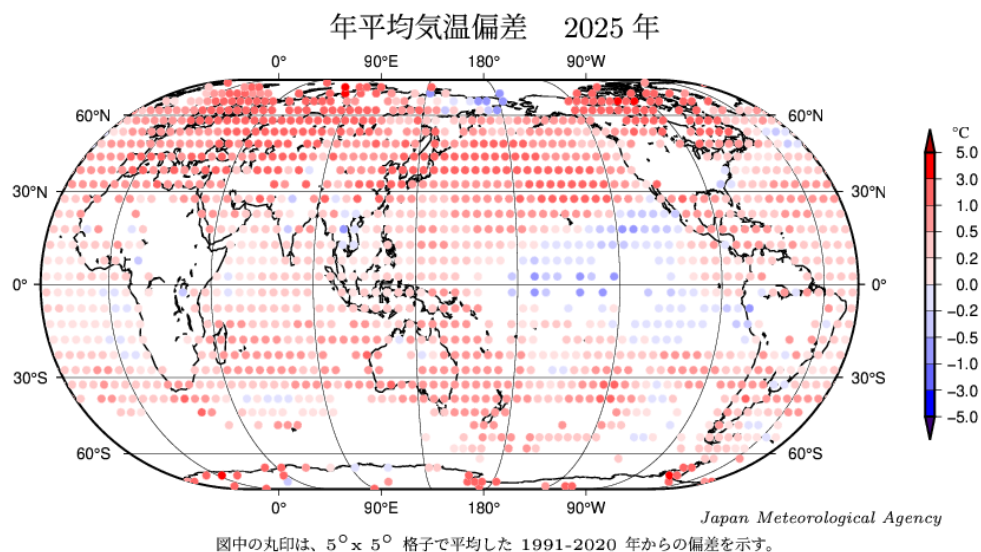 年平均気温偏差 2025 年
0° 90°E 180° 90°W
60°N 60°N
30°N 30°N
0° 0°
30°S 30°S
60°S 60°S
0° 90°E 180° 90°W
°C
5.0
3.0
1.0
0.5
0.2
0.0
−0.2
−0.5
−1.0
−3.0
−5.0
Japan Meteorological Agency
図中の丸印は、5°x 5° 格子で平均した 1991-2020 年からの偏差を示す。